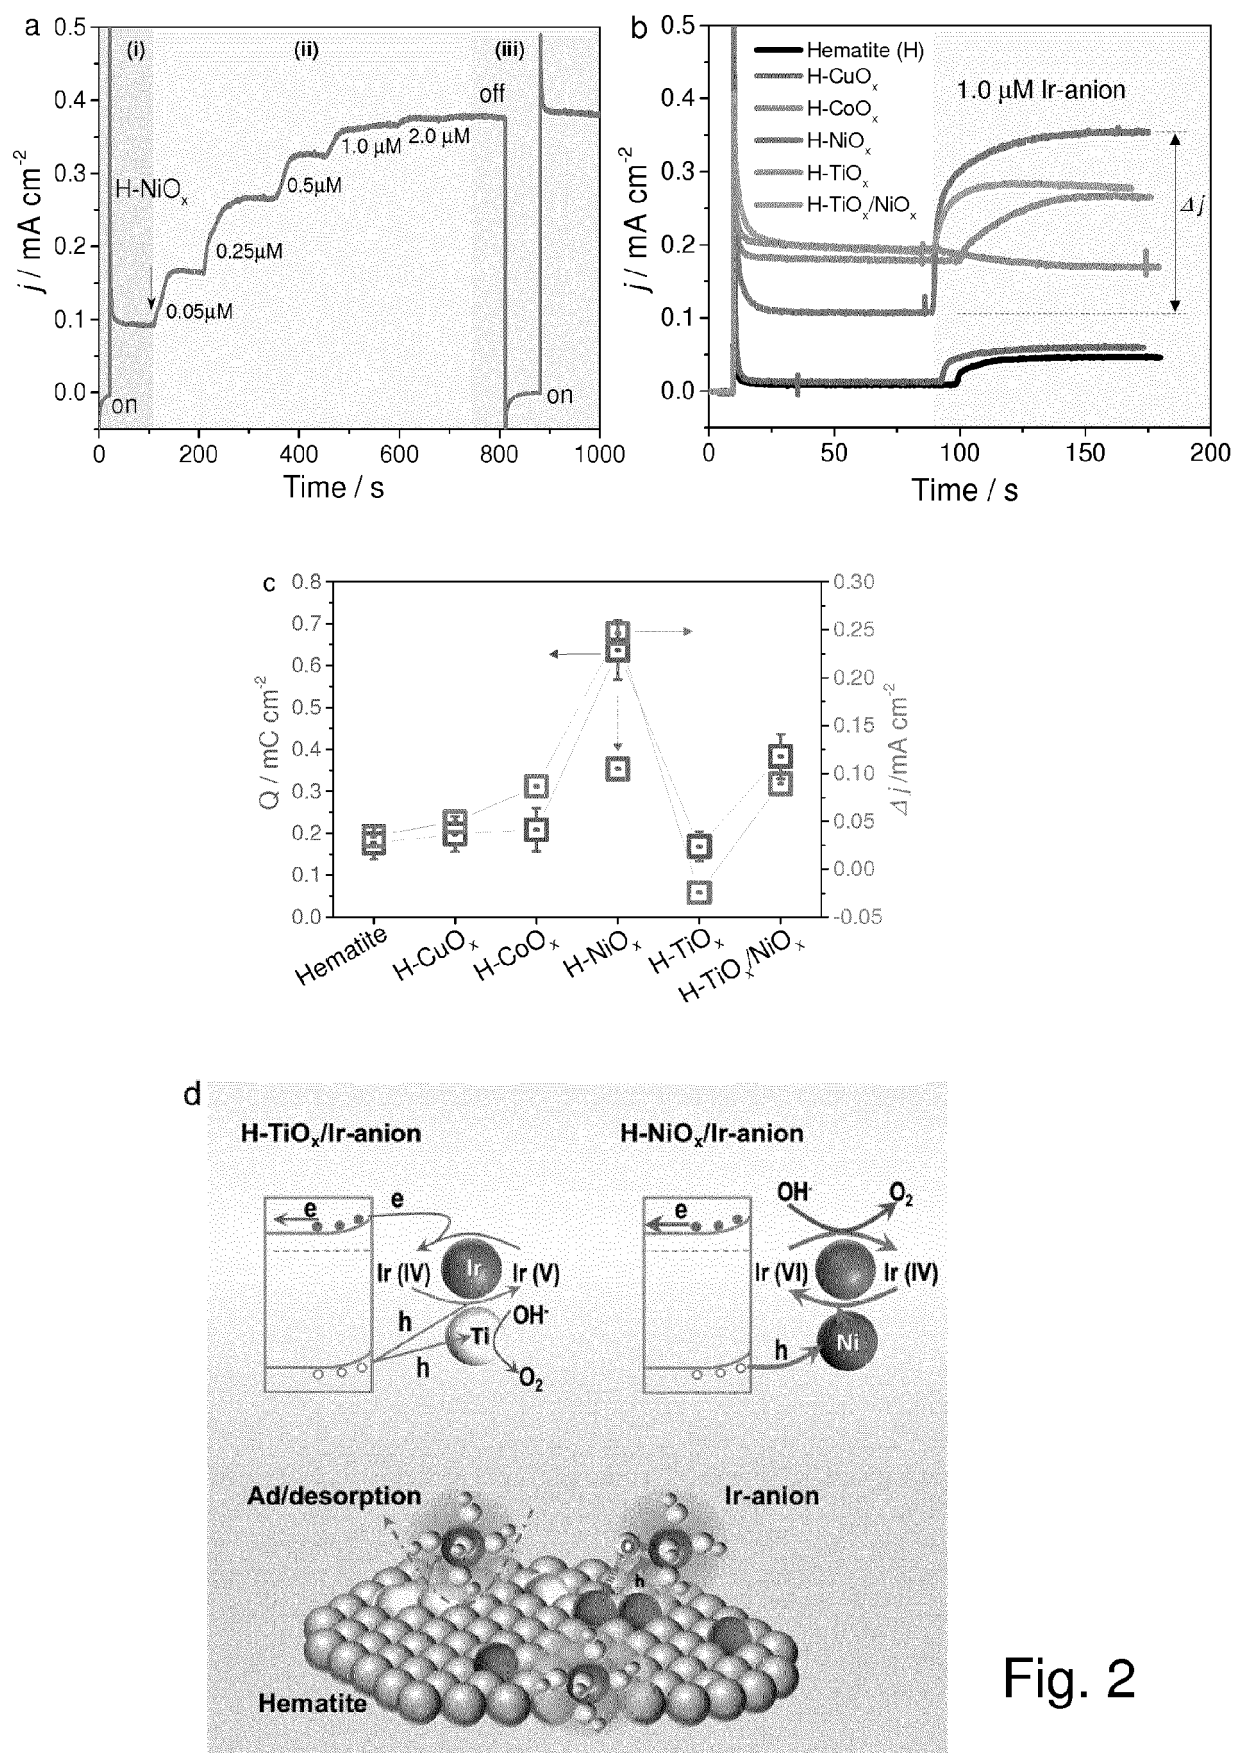 a
0.5
0.4
0.3
0.2
0.1
0.0
j / mA cm-2
(i)
(ii)
(iii)
off
H-NiOx
0.05µM
0.25µM
0.5µM
1.0 µM
2.0 µM
on
on
0
200
400
600
800
1000
Time / s
b
0.5
0.4
0.3
0.2
0.1
0.0
j / mA cm-2
Hematite (H)
H-CuOx
H-CoOx
H-NiOx
H-TiOx
H-TiOx/NiOx
1.0 µM Ir-anion
Δj
0
50
100
150
200
Time / s
c
0.8
0.7
0.6
0.5
0.4
0.3
0.2
0.1
0.0
Q / mC cm-2
0.30
0.25
0.20
0.15
0.10
0.05
0.00
-0.05
Δj /mA cm-2
Hematite
H-CuOx
H-CoOx
H-NiOx
H-TiOx
H-TiOx/NiOx
d
H-TiOx/Ir-anion
H-NiOx/Ir-anion
e
e
Ir (IV)
Ir
Ir (V)
h
h
Ti
OH-
O2
e
OH-
O2
Ir (VI)
Ir (IV)
h
Ni
Ad/desorption
Ir-anion
h
Hematite
Fig. 2